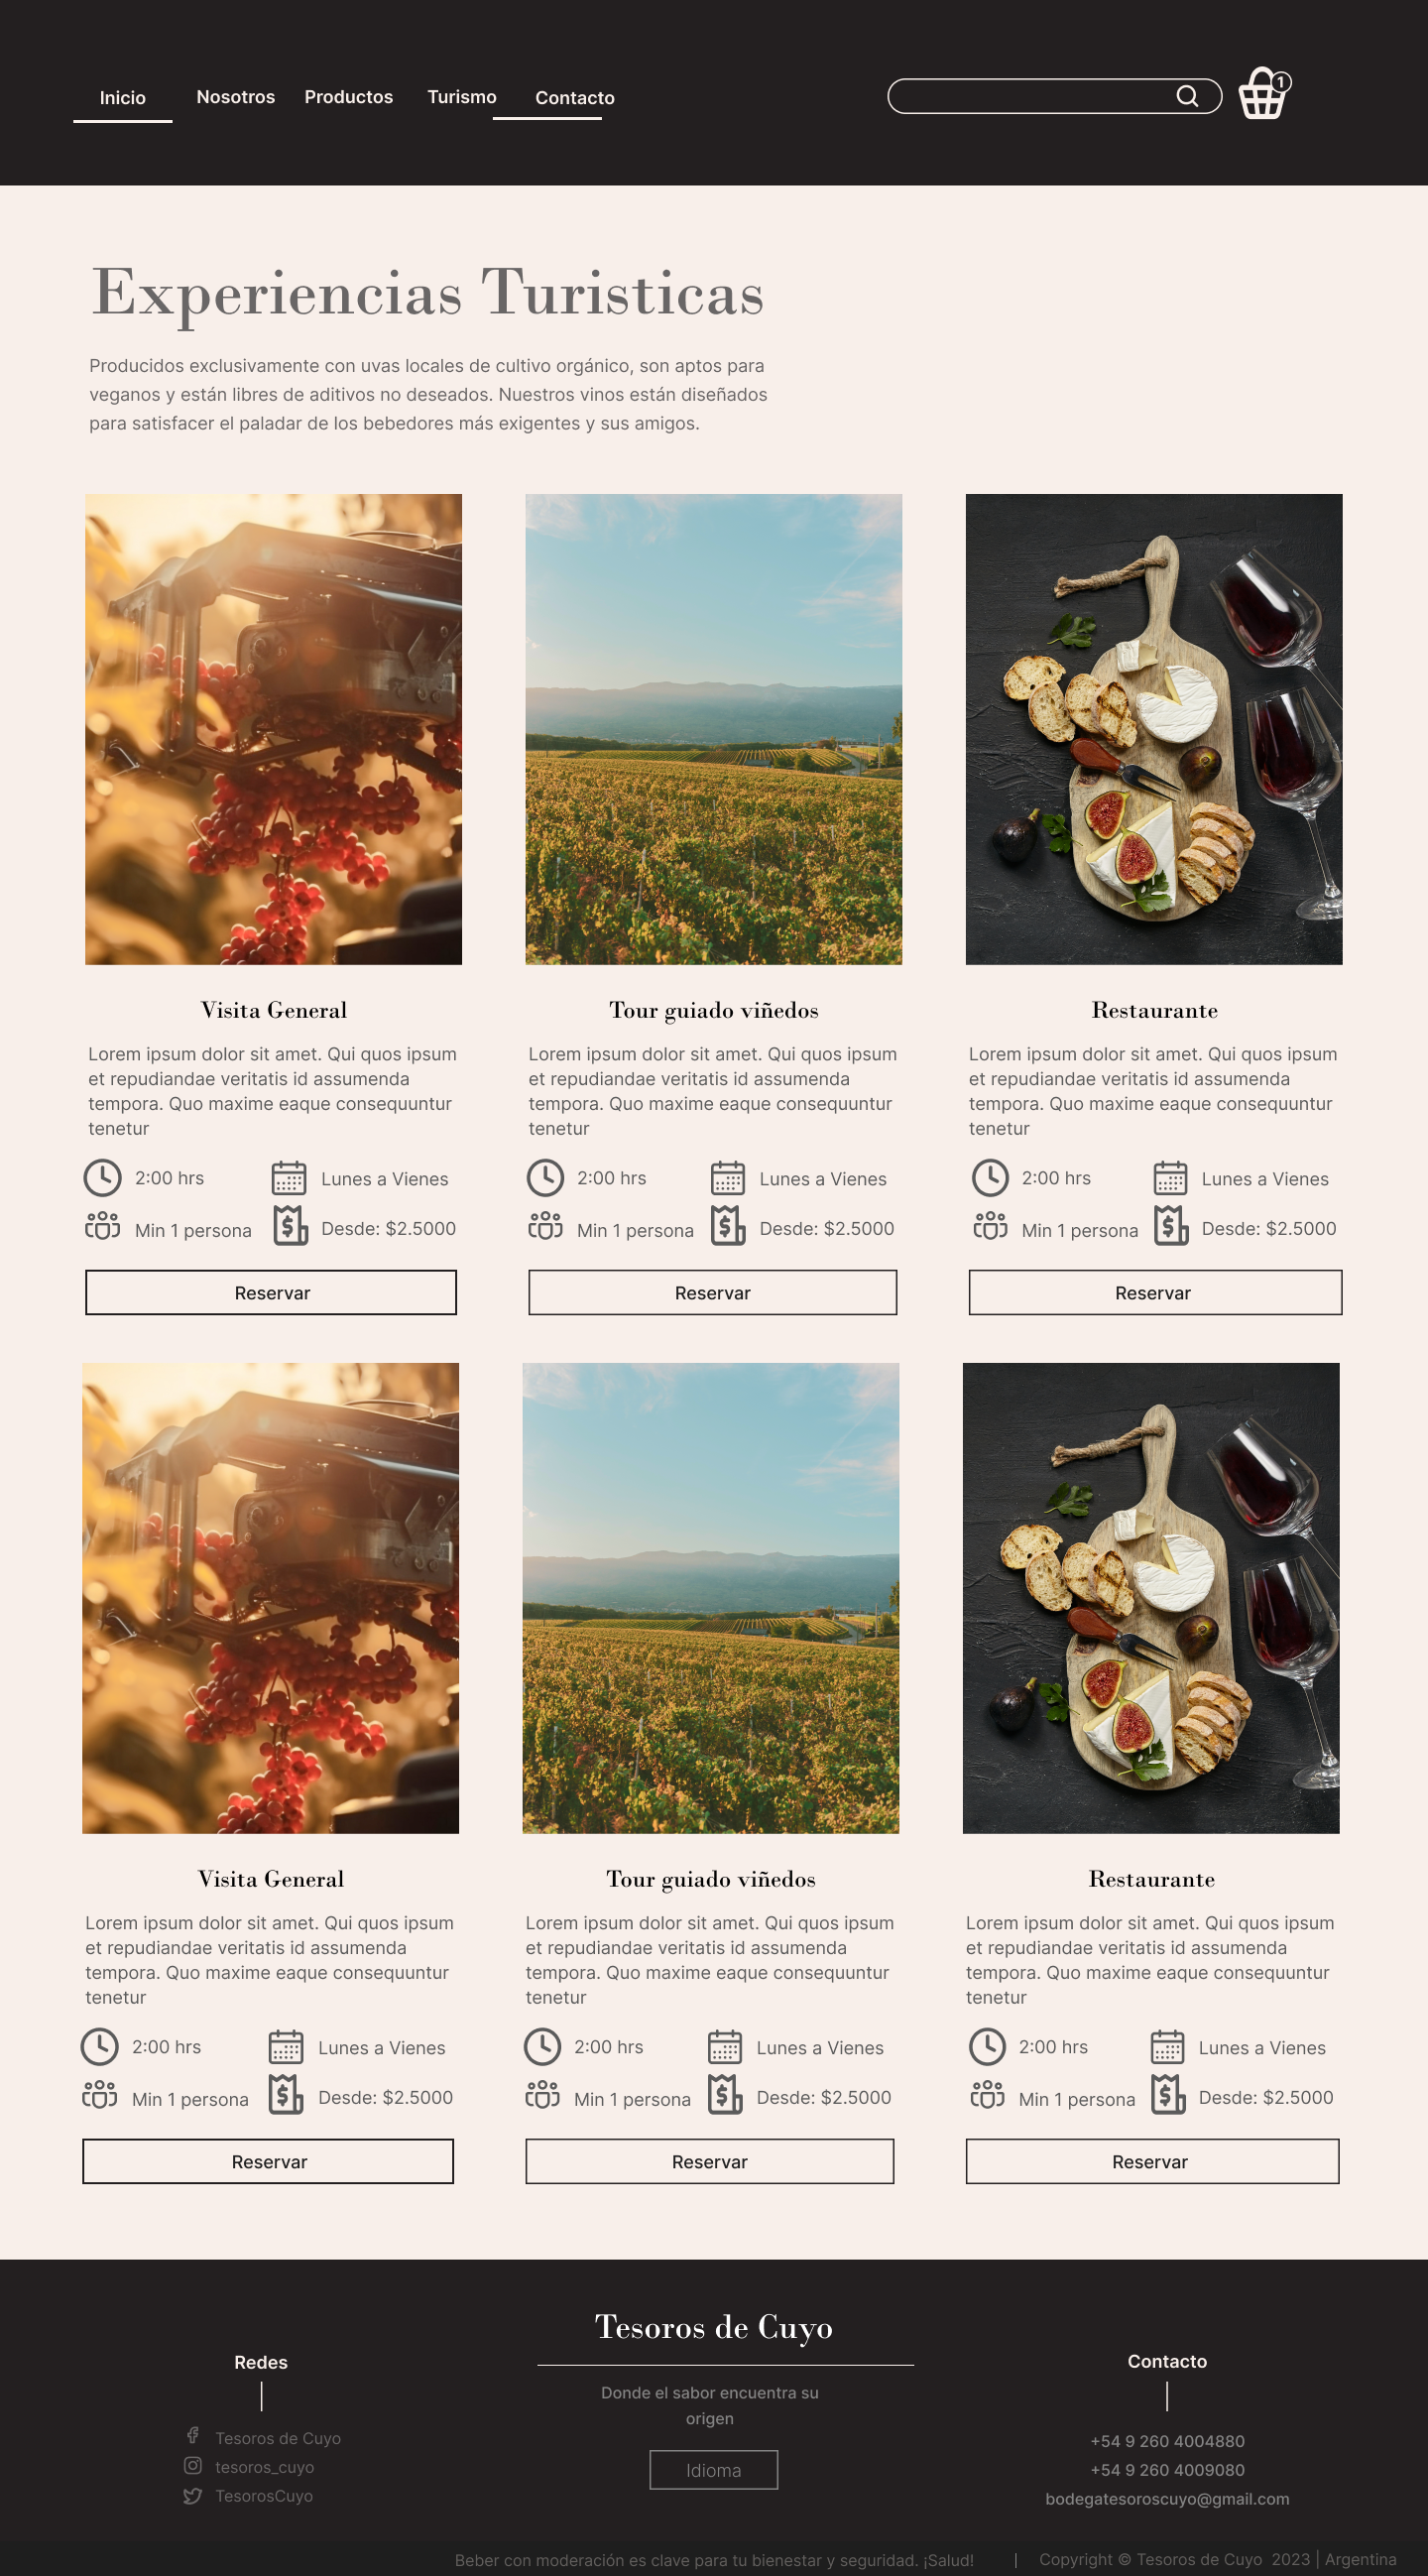 Inicio Nosotros Productos Turismo Contacto
1
Experiencias Turisticas
Producidos exclusivamente con uvas locales de cultivo orgánico, son aptos para
veganos y están libres de aditivos no deseados. Nuestros vinos están diseñados
para satisfacer el paladar de los bebedores más exigentes y sus amigos.
Visita General
Lorem ipsum dolor sit amet. Qui quos ipsum
et repudiandae veritatis id assumenda
tempora. Quo maxime eaque consequuntur
tenetur
2:00 hrs Lunes a Vienes
Min 1 persona Desde: $2.5000
Reservar
Tour guiado viñedos
Lorem ipsum dolor sit amet. Qui quos ipsum
et repudiandae veritatis id assumenda
tempora. Quo maxime eaque consequuntur
tenetur
2:00 hrs Lunes a Vienes
Min 1 persona Desde: $2.5000
Reservar
Restaurante
Lorem ipsum dolor sit amet. Qui quos ipsum
et repudiandae veritatis id assumenda
tempora. Quo maxime eaque consequuntur
tenetur
2:00 hrs Lunes a Vienes
Min 1 persona Desde: $2.5000
Reservar
Visita General
Lorem ipsum dolor sit amet. Qui quos ipsum
et repudiandae veritatis id assumenda
tempora. Quo maxime eaque consequuntur
tenetur
2:00 hrs Lunes a Vienes
Min 1 persona Desde: $2.5000
Reservar
Tour guiado viñedos
Lorem ipsum dolor sit amet. Qui quos ipsum
et repudiandae veritatis id assumenda
tempora. Quo maxime eaque consequuntur
tenetur
2:00 hrs Lunes a Vienes
Min 1 persona Desde: $2.5000
Reservar
Restaurante
Lorem ipsum dolor sit amet. Qui quos ipsum
et repudiandae veritatis id assumenda
tempora. Quo maxime eaque consequuntur
tenetur
2:00 hrs Lunes a Vienes
Min 1 persona Desde: $2.5000
Reservar
Redes
Tesoros de Cuyo
tesoros_cuyo
TesorosCuyo
Tesoros de Cuyo
Donde el sabor encuentra su
origen
Idioma
Contacto
+54 9 260 4004880
+54 9 260 4009080
bodegatesoroscuyo@gmail.com
Beber con moderación es clave para tu bienestar y seguridad. ¡Salud! | Copyright © Tesoros de Cuyo 2023 | Argentina